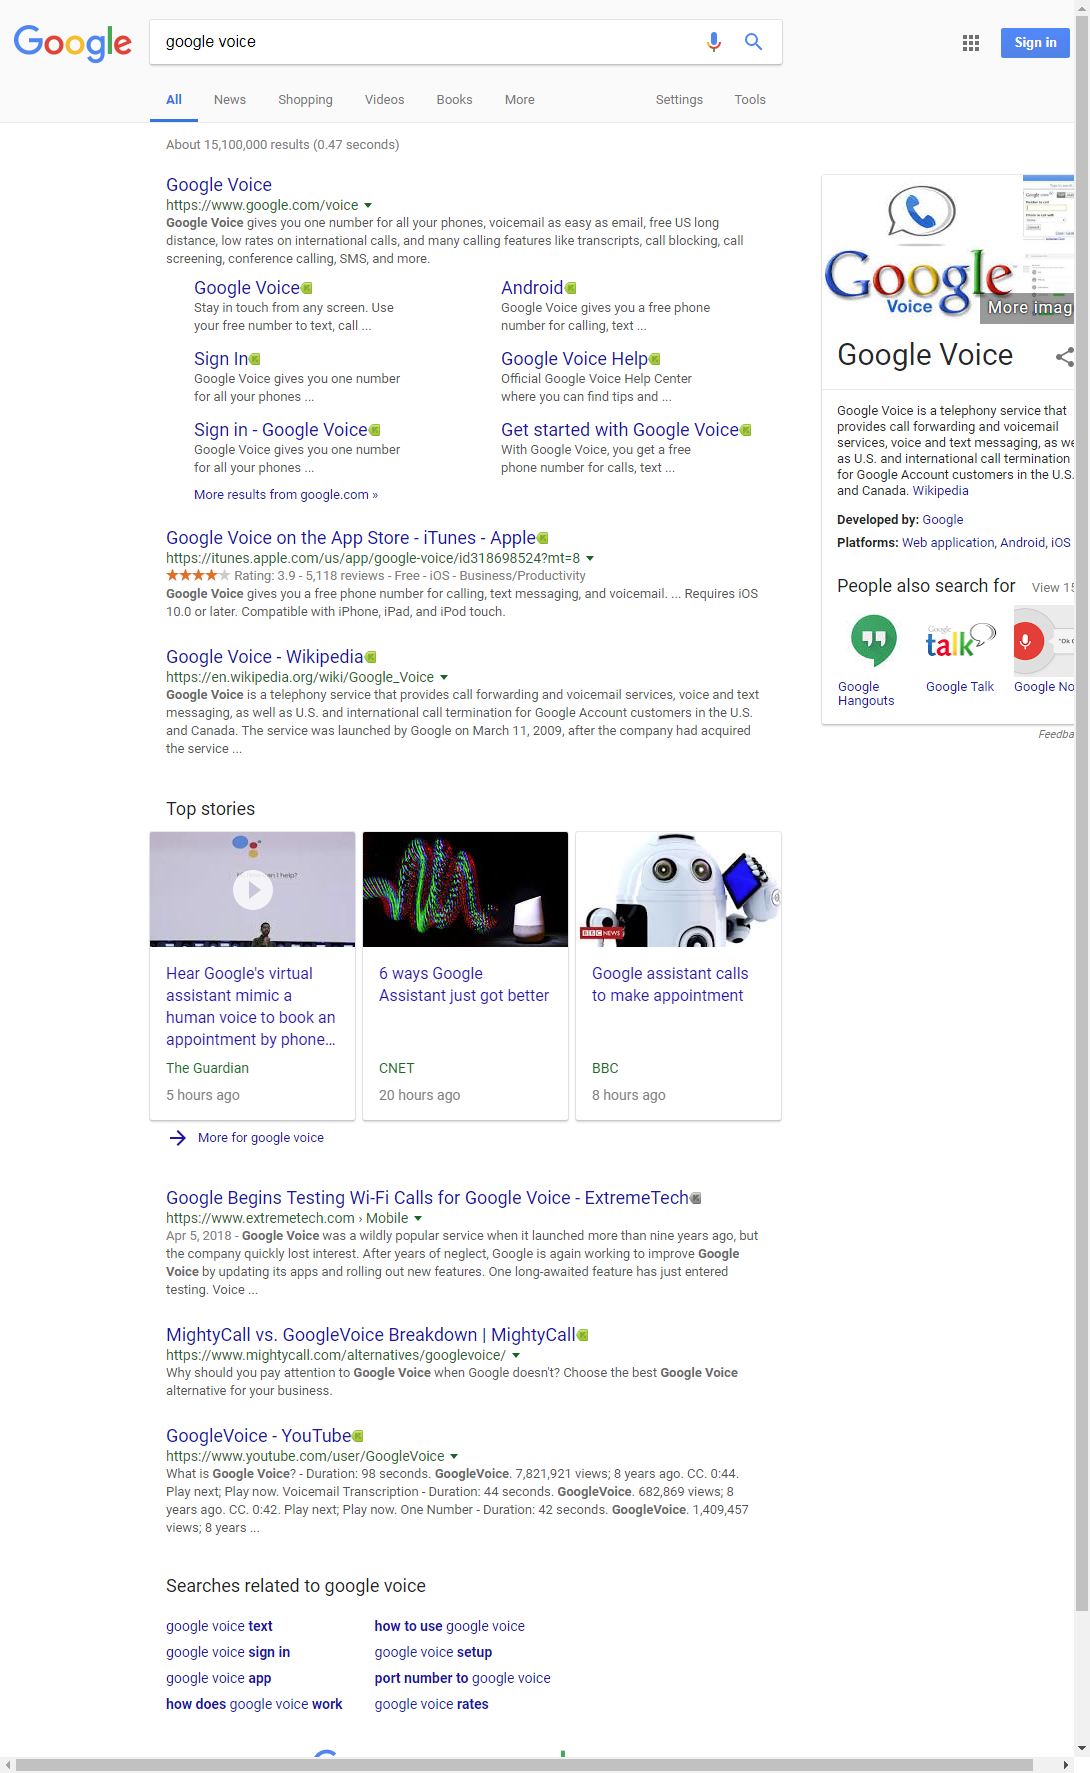 Google
google voice
Sign in
All News Shopping Videos Books More Settings Tools
About 15,100,000 results (0.47 seconds)
Google Voice
https://www.google.com/voice
Google Voice gives you one number for all your phones, voicemail as easy as email, free US long
distance, low rates on international calls, and many calling features like transcripts, call blocking, call
screening, conference calling, SMS, and more.
Google Voice
Stay in touch from any screen. Use
your free number to text, call ...
Android
Google Voice gives you a free phone
number for calling, text ...
Sign In
Google Voice gives you one number
for all your phones ...
Google Voice Help
Official Google Voice Help Center
where you can find tips and ...
Sign in - Google Voice
Google Voice gives you one number
for all your phones ...
Get started with Google Voice
With Google Voice, you get a free
phone number for calls, text ...
More results from google.com »
Google Voice on the App Store - iTunes - Apple
https://itunes.apple.com/us/app/google-voice/id318698524?mt=8
Rating: 3.9 - 5,118 reviews - Free - iOS - Business/Productivity
Google Voice gives you a free phone number for calling, text messaging, and voicemail. ... Requires iOS
10.0 or later. Compatible with iPhone, iPad, and iPod touch.
Google Voice - Wikipedia
https://en.wikipedia.org/wiki/Google_Voice
Google Voice is a telephony service that provides call forwarding and voicemail services, voice and text
messaging, as well as U.S. and international call termination for Google Account customers in the U.S.
and Canada. The service was launched by Google on March 11, 2009, after the company had acquired
the service ...
Top stories
Hear Google's virtual
assistant mimic a
human voice to book an
appointment by phone...
The Guardian
5 hours ago
6 ways Google
Assistant just got better
CNET
20 hours ago
BBC NEWS
Google assistant calls
to make appointment
BBC
8 hours ago
More for google voice
Google Begins Testing Wi-Fi Calls for Google Voice - ExtremeTech
https://www.extremetech.com › Mobile
Apr 5, 2018 - Google Voice was a wildly popular service when it launched more than nine years ago, but
the company quickly lost interest. After years of neglect, Google is again working to improve Google
Voice by updating its apps and rolling out new features. One long-awaited feature has just entered
testing. Voice ...
MightyCall vs. GoogleVoice Breakdown | MightyCall
https://www.mightycall.com/alternatives/googlevoice/
Why should you pay attention to Google Voice when Google doesn't? Choose the best Google Voice
alternative for your business.
GoogleVoice - YouTube
https://www.youtube.com/user/GoogleVoice
What is Google Voice? - Duration: 98 seconds. GoogleVoice. 7,821,921 views; 8 years ago. CC. 0:44.
Play next; Play now. Voicemail Transcription - Duration: 44 seconds. GoogleVoice. 682,869 views; 8
years ago. CC. 0:42. Play next; Play now. One Number - Duration: 42 seconds. GoogleVoice. 1,409,457
views; 8 years ...
Searches related to google voice
google voice text
google voice sign in
google voice app
how does google voice work
how to use google voice
google voice setup
port number to google voice
google voice rates
Google
Voice
More imag
Google Voice
Google Voice is a telephony service that
provides call forwarding and voicemail
services, voice and text messaging, as we
as U.S. and international call termination
for Google Account customers in the U.S.
and Canada. Wikipedia
Developed by: Google
Platforms: Web application, Android, iOS
People also search for View 15
Google
talk
Google
Hangouts
Google Talk
Google No
Feedba